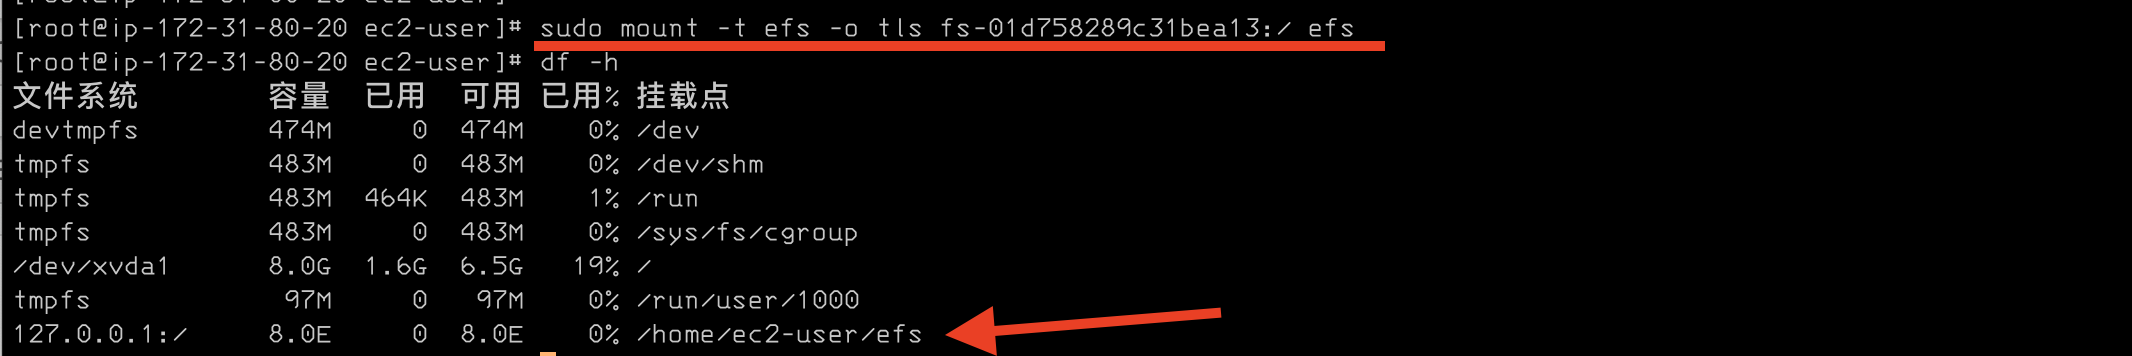 [root@ip-172-31-80-20 ec2-user]# sudo mount -t efs -o tls fs-01d758289c31bea13:/ efs
[root@ip-172-31-80-20 ec2-user]# df -h
文件系统 容量 已用 可用 已用% 挂载点
devtmpfs 474M 0 474M 0% /dev
tmpfs 483M 0 483M 0% /dev/shm
tmpfs 483M 464K 483M 1% /run
tmpfs 483M 0 483M 0% /sys/fs/cgroup
/dev/xvda1 8.0G 1.6G 6.5G 19% /
tmpfs 97M 0 97M 0% /run/user/1000
127.0.0.1:/ 8.0E 0 8.0E 0% /home/ec2-user/efs